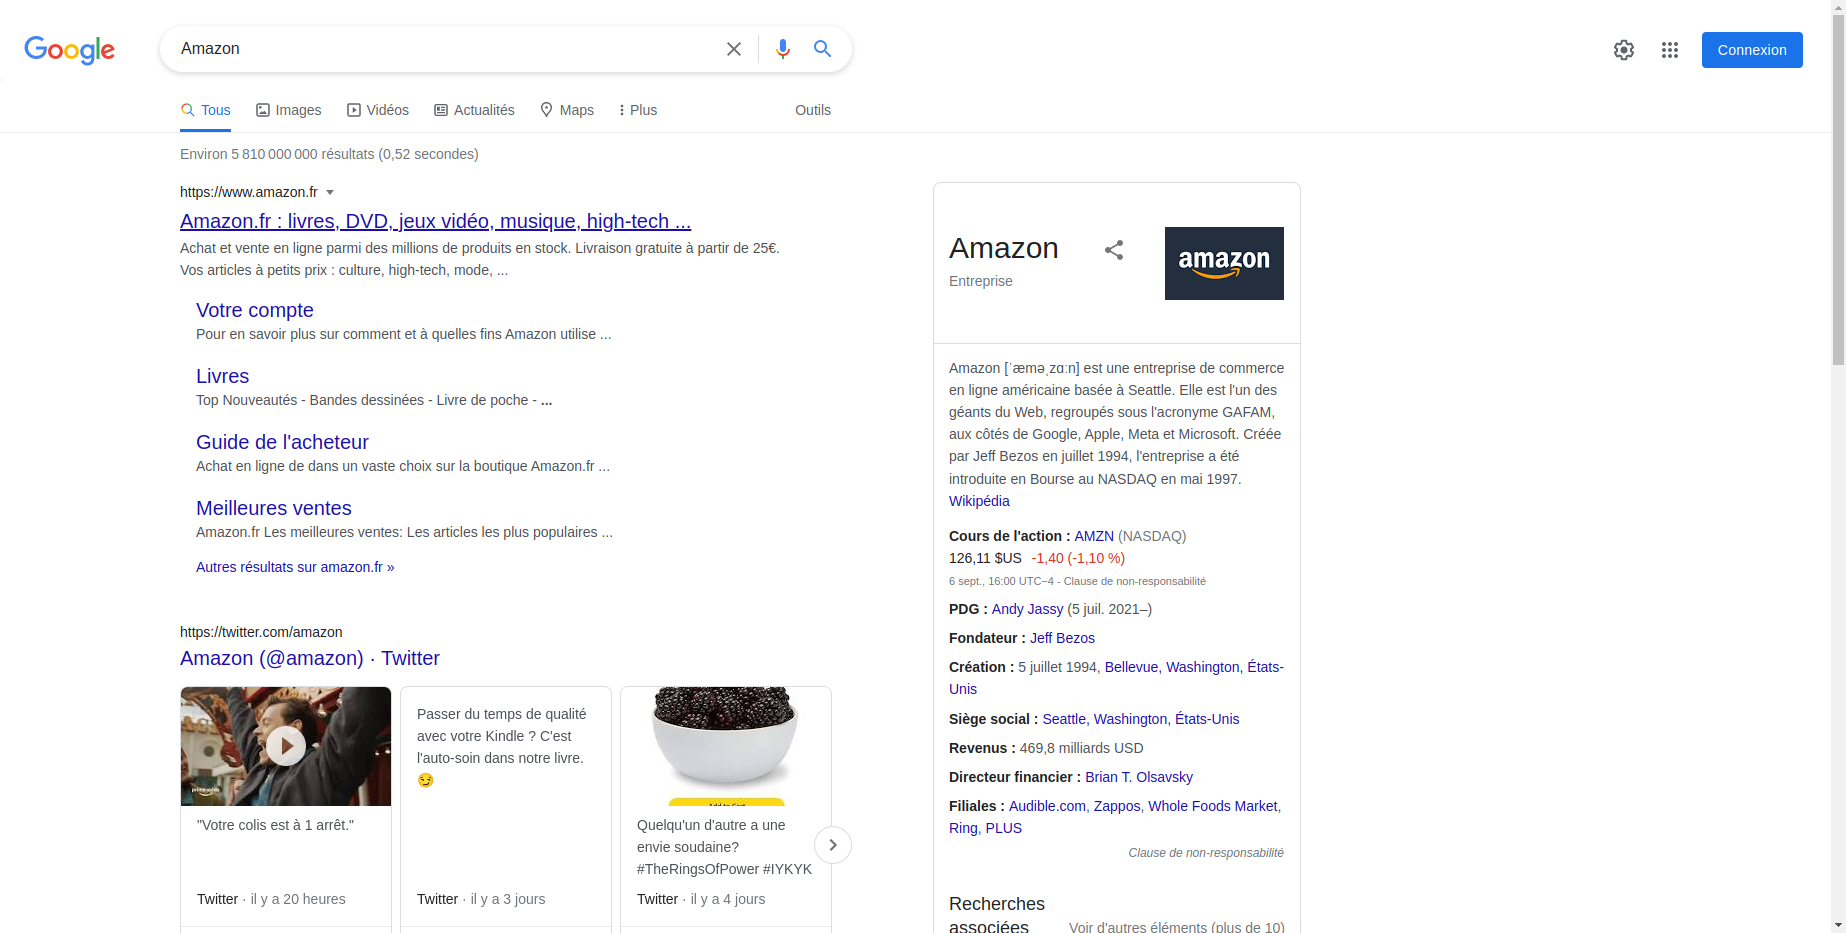 Google
Amazon
Connexion
Tous
Images
Vidéos
Actualités
Maps
Plus
Outils
Environ 5 810 000 000 résultats (0,52 secondes)
https://www.amazon.fr
Amazon.fr : livres, DVD, jeux vidéo, musique, high-tech ...
Achat et vente en ligne parmi des millions de produits en stock. Livraison gratuite à partir de 25€.
Vos articles à petits prix : culture, high-tech, mode, ...
Votre compte
Pour en savoir plus sur comment et à quelles fins Amazon utilise ...
Livres
Top Nouveautés - Bandes dessinées - Livre de poche - ...
Guide de l'acheteur
Achat en ligne de dans un vaste choix sur la boutique Amazon.fr ...
Meilleures ventes
Amazon.fr Les meilleures ventes: Les articles les plus populaires ...
Autres résultats sur amazon.fr »
https://twitter.com/amazon
Amazon (@amazon) · Twitter
prime video
"Votre colis est à 1 arrêt."
Twitter · il y a 20 heures
Passer du temps de qualité
avec votre Kindle ? C'est
l'auto-soin dans notre livre.
😏
Twitter · il y a 3 jours
Add to Cart
Quelqu'un d'autre a une
envie soudaine?
#TheRingsOfPower #IYKYK
Twitter · il y a 4 jours
Amazon
Entreprise
amazon
Amazon [ˈæməˌzɑːn] est une entreprise de commerce
en ligne américaine basée à Seattle. Elle est l'un des
géants du Web, regroupés sous l'acronyme GAFAM,
aux côtés de Google, Apple, Meta et Microsoft. Créée
par Jeff Bezos en juillet 1994, l'entreprise a été
introduite en Bourse au NASDAQ en mai 1997.
Wikipédia
Cours de l'action : AMZN (NASDAQ)
126,11 $US -1,40 (-1,10 %)
6 sept., 16:00 UTC−4 - Clause de non-responsabilité
PDG : Andy Jassy (5 juil. 2021–)
Fondateur : Jeff Bezos
Création : 5 juillet 1994, Bellevue, Washington, États-
Unis
Siège social : Seattle, Washington, États-Unis
Revenus : 469,8 milliards USD
Directeur financier : Brian T. Olsavsky
Filiales : Audible.com, Zappos, Whole Foods Market,
Ring, PLUS
Clause de non-responsabilité
Recherches
associées
Voir d'autres éléments (plus de 10)